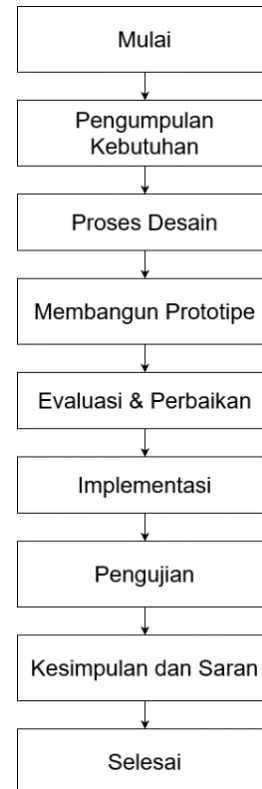 Mulai
Pengumpulan
Kebutuhan
Proses Desain
Membangun Prototipe
Evaluasi & Perbaikan
Implementasi
Pengujian
Kesimpulan dan Saran
Selesai